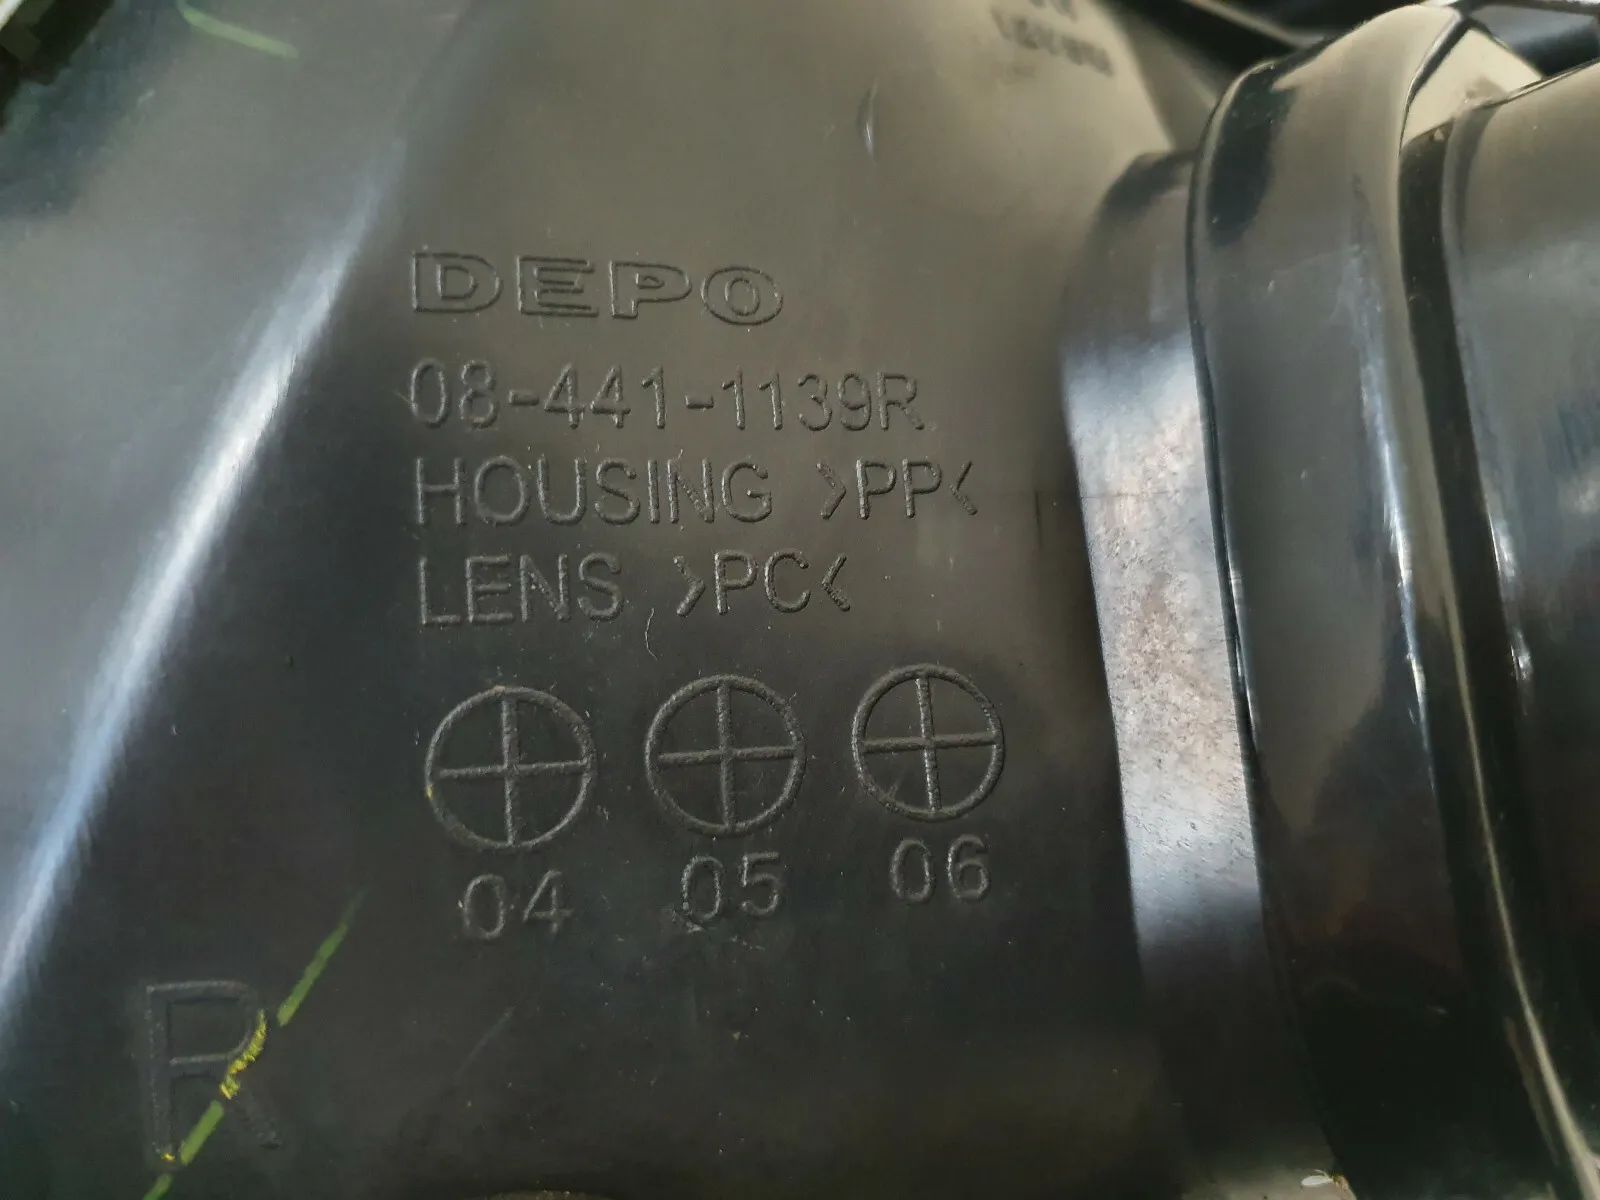 DEPO
08-441-1139R
HOUSING >PP<
LENS >PC<
04 05 06
R